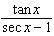 tan x
sec x − 1